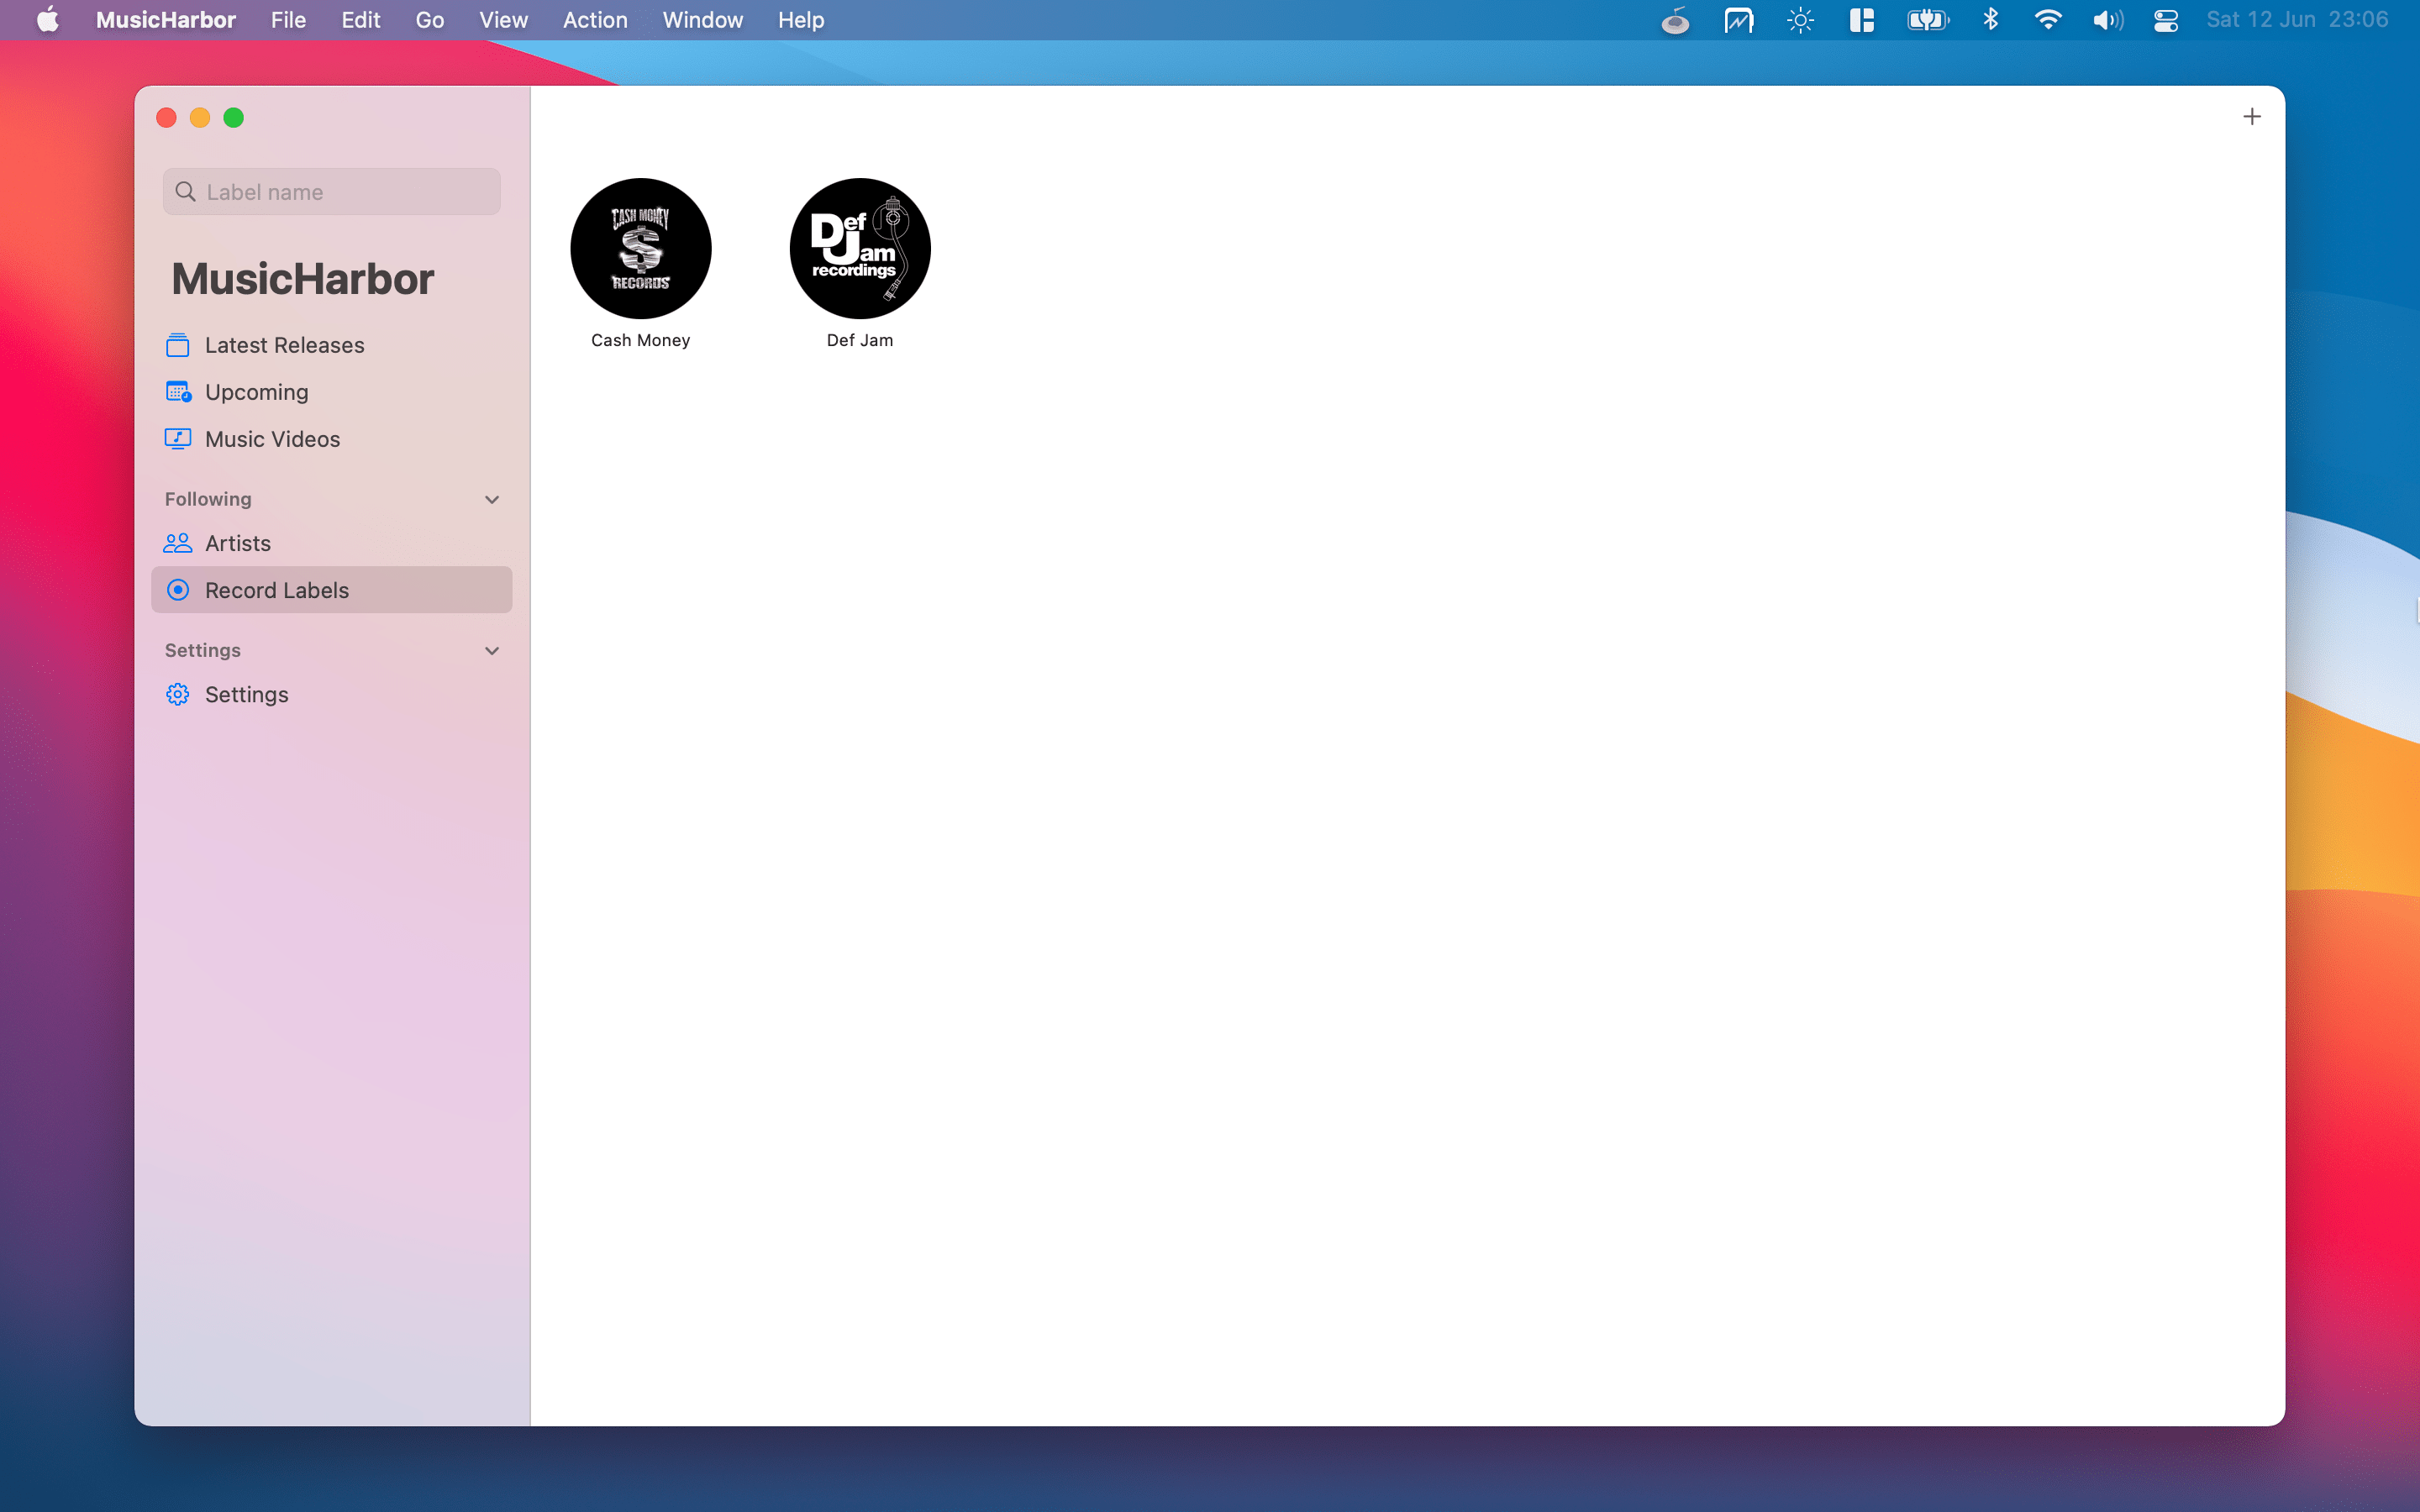 MusicHarbor File Edit Go View Action Window Help Sat 12 Jun 23:06
Label name
MusicHarbor
Latest Releases
Upcoming
Music Videos
Following
Artists
Record Labels
Settings
Settings
CASH MONEY
$
RECORDS
Cash Money
Def
Jam
recordings
Def Jam